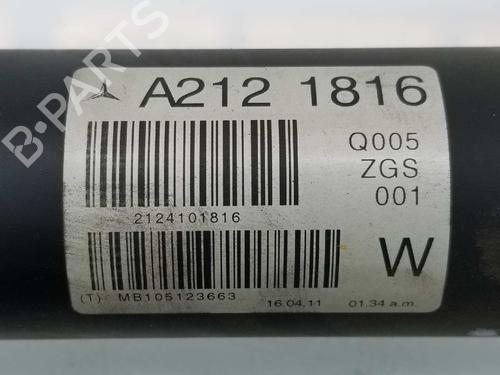 B-PARTS
A212 1816
Q005
ZGS
001
2124101816
W
(T) MB105123663 16.04.11 01.34 a.m.